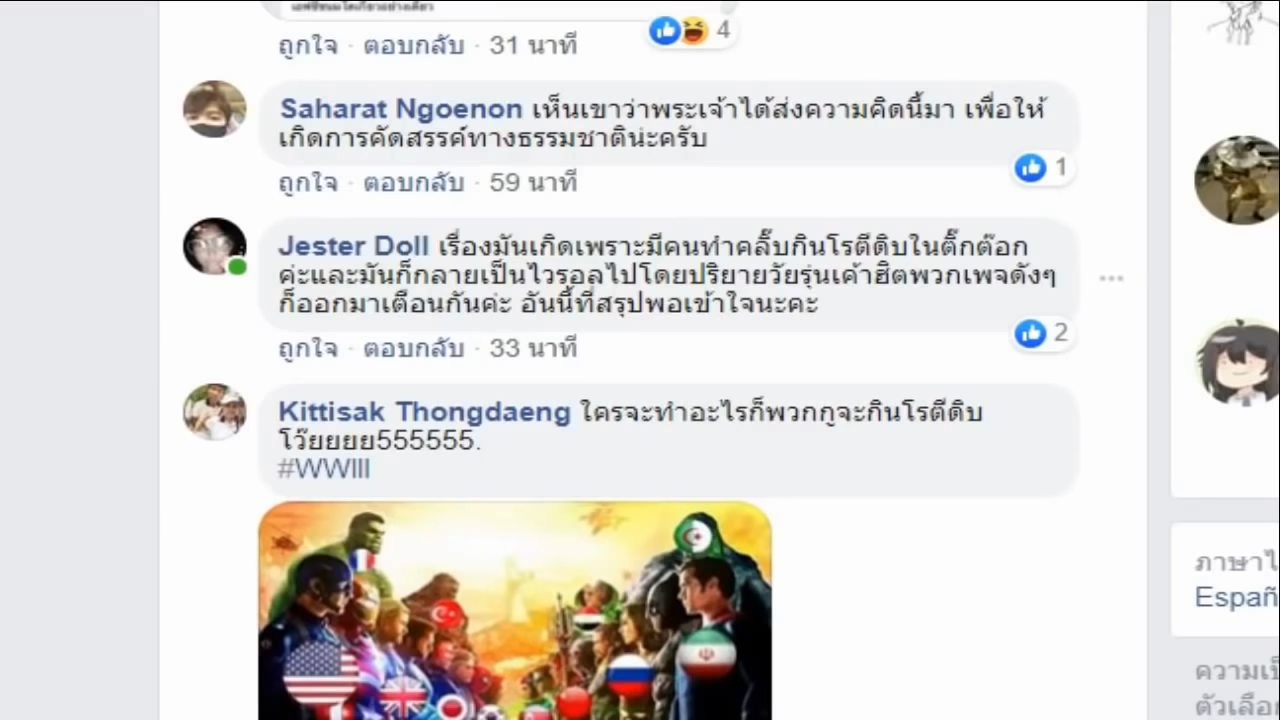 ถูกใจ · ตอบกลับ · 31 นาที
4
Saharat Ngoenon เห็นเขาว่าพระเจ้าได้ส่งความคิดนี้มา เพื่อให้
เกิดการคัดสรรค์ทางธรรมชาติน่ะครับ
ถูกใจ · ตอบกลับ · 59 นาที
1
Jester Doll เรื่องมันเกิดเพราะมีคนทำคลิ๊บกินโรตีดิบในติ๊กต๊อก
ค่ะและมันก็กลายเป็นไวรอลไปโดยปริยายวัยรุ่นเค้าฮิตพวกเพจดังๆ
ก็ออกมาเตือนกันค่ะ อันนี้ที่สรุปพอเข้าใจนะคะ
ถูกใจ · ตอบกลับ · 33 นาที
2
Kittisak Thongdaeng ใครจะทำอะไรก็พวกกูจะกินโรตีดิบ
โว๊ยยยย555555.
#WWIII
ภาษาไ
Españ
ความเป็
ตัวเลือก